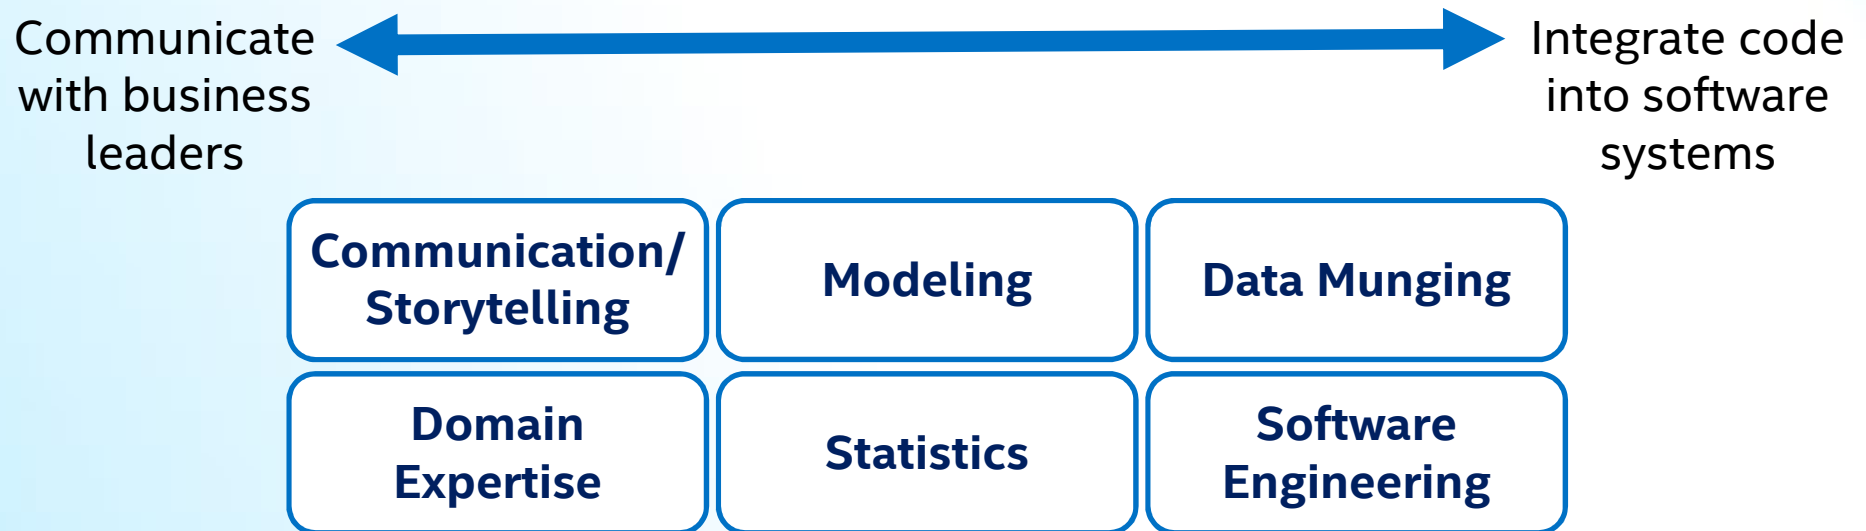 Communicate
with business
leaders
Integrate code
into software
systems
Communication/
Storytelling
Modeling
Data Munging
Domain
Expertise
Statistics
Software
Engineering